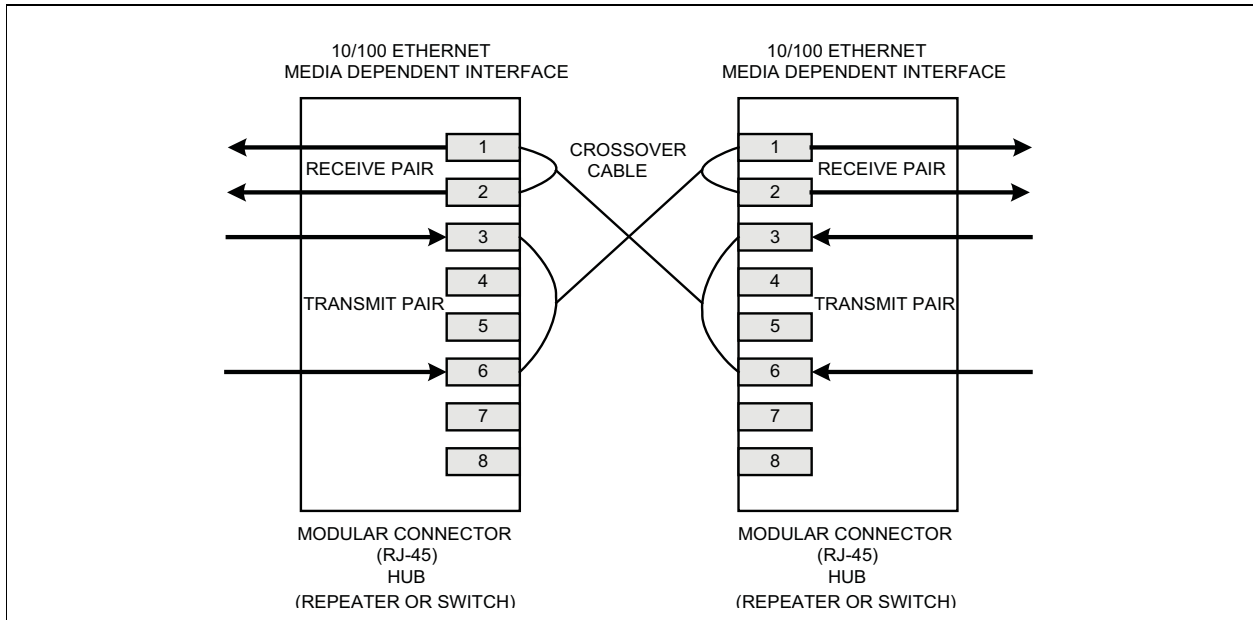 10/100 ETHERNET
MEDIA DEPENDENT INTERFACE
10/100 ETHERNET
MEDIA DEPENDENT INTERFACE
1
RECEIVE PAIR
2
3
4
TRANSMIT PAIR
5
6
7
8
CROSSOVER
CABLE
1
RECEIVE PAIR
2
3
4
TRANSMIT PAIR
5
6
7
8
MODULAR CONNECTOR
(RJ-45)
HUB
(REPEATER OR SWITCH)
MODULAR CONNECTOR
(RJ-45)
HUB
(REPEATER OR SWITCH)